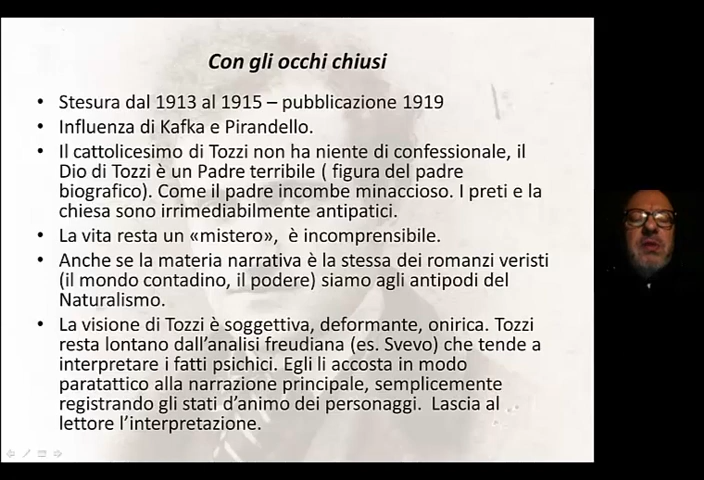 Con gli occhi chiusi
• Stesura dal 1913 al 1915 – pubblicazione 1919
• Influenza di Kafka e Pirandello.
• Il cattolicesimo di Tozzi non ha niente di confessionale, il
Dio di Tozzi è un Padre terribile ( figura del padre
biografico). Come il padre incombe minaccioso. I preti e la
chiesa sono irrimediabilmente antipatici.
• La vita resta un «mistero»,  è incomprensibile.
• Anche se la materia narrativa è la stessa dei romanzi veristi
(il mondo contadino, il podere) siamo agli antipodi del
Naturalismo.
• La visione di Tozzi è soggettiva, deformante, onirica. Tozzi
resta lontano dall’analisi freudiana (es. Svevo) che tende a
interpretare i fatti psichici. Egli li accosta in modo
paratattico alla narrazione principale, semplicemente
registrando gli stati d’animo dei personaggi.  Lascia al
lettore l’interpretazione.